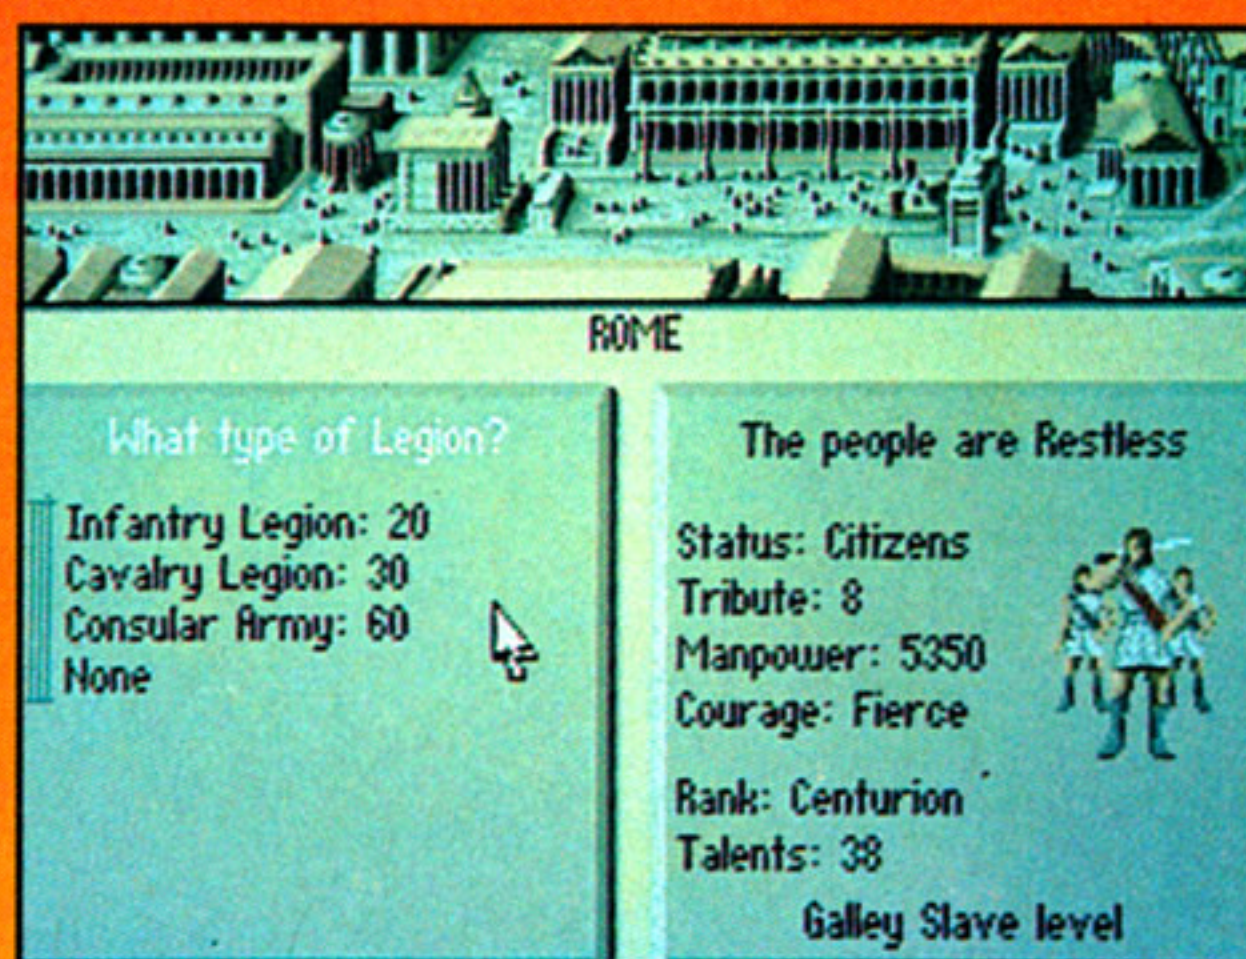 ROME
What type of Legion?
Infantry Legion: 20
Cavalry Legion: 30
Consular Army: 60
None
The people are Restless
Status: Citizens
Tribute: 8
Manpower: 5350
Courage: Fierce
Rank: Centurion
Talents: 38
Galley Slave level